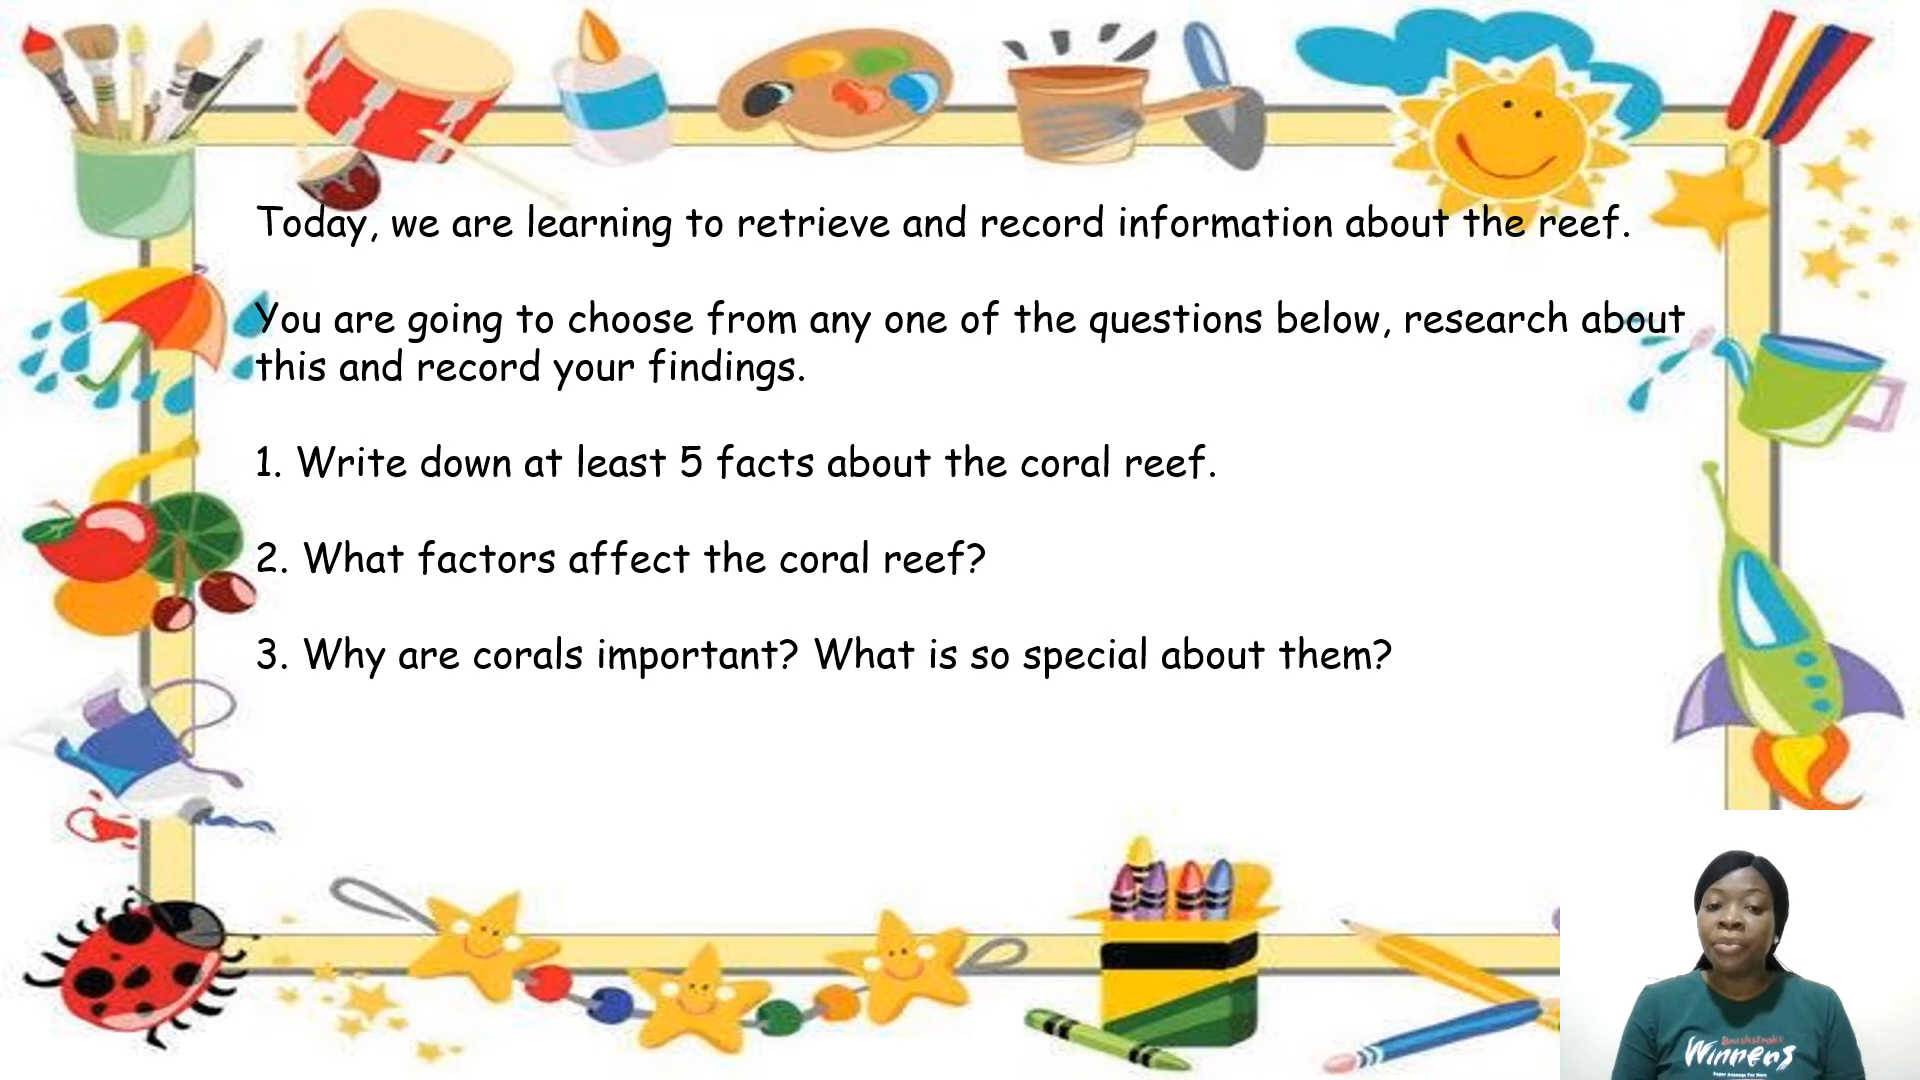 Today, we are learning to retrieve and record information about the reef.
You are going to choose from any one of the questions below, research about
this and record your findings.
1. Write down at least 5 facts about the coral reef.
2. What factors affect the coral reef?
3. Why are corals important? What is so special about them?
Brushstroke
Winners